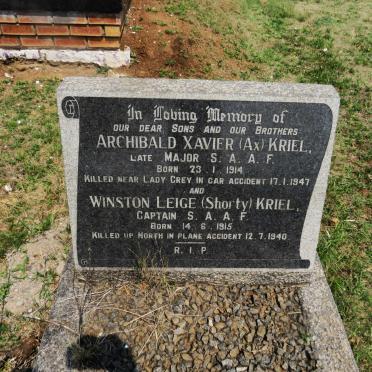 In Loving Memory of
OUR DEAR SONS AND OUR BROTHERS
ARCHIBALD XAVIER (Ax) KRIEL,
LATE MAJOR S. A. A. F.
BORN 23. 1. 1914
KILLED NEAR LADY GREY IN CAR ACCIDENT 17. 1. 1947
AND
WINSTON LEIGE (Shorty) KRIEL,
CAPTAIN S. A. A. F.
BORN 14. 6. 1915
KILLED UP NORTH IN PLANE ACCIDENT 12. 7. 1940
R. I. P.